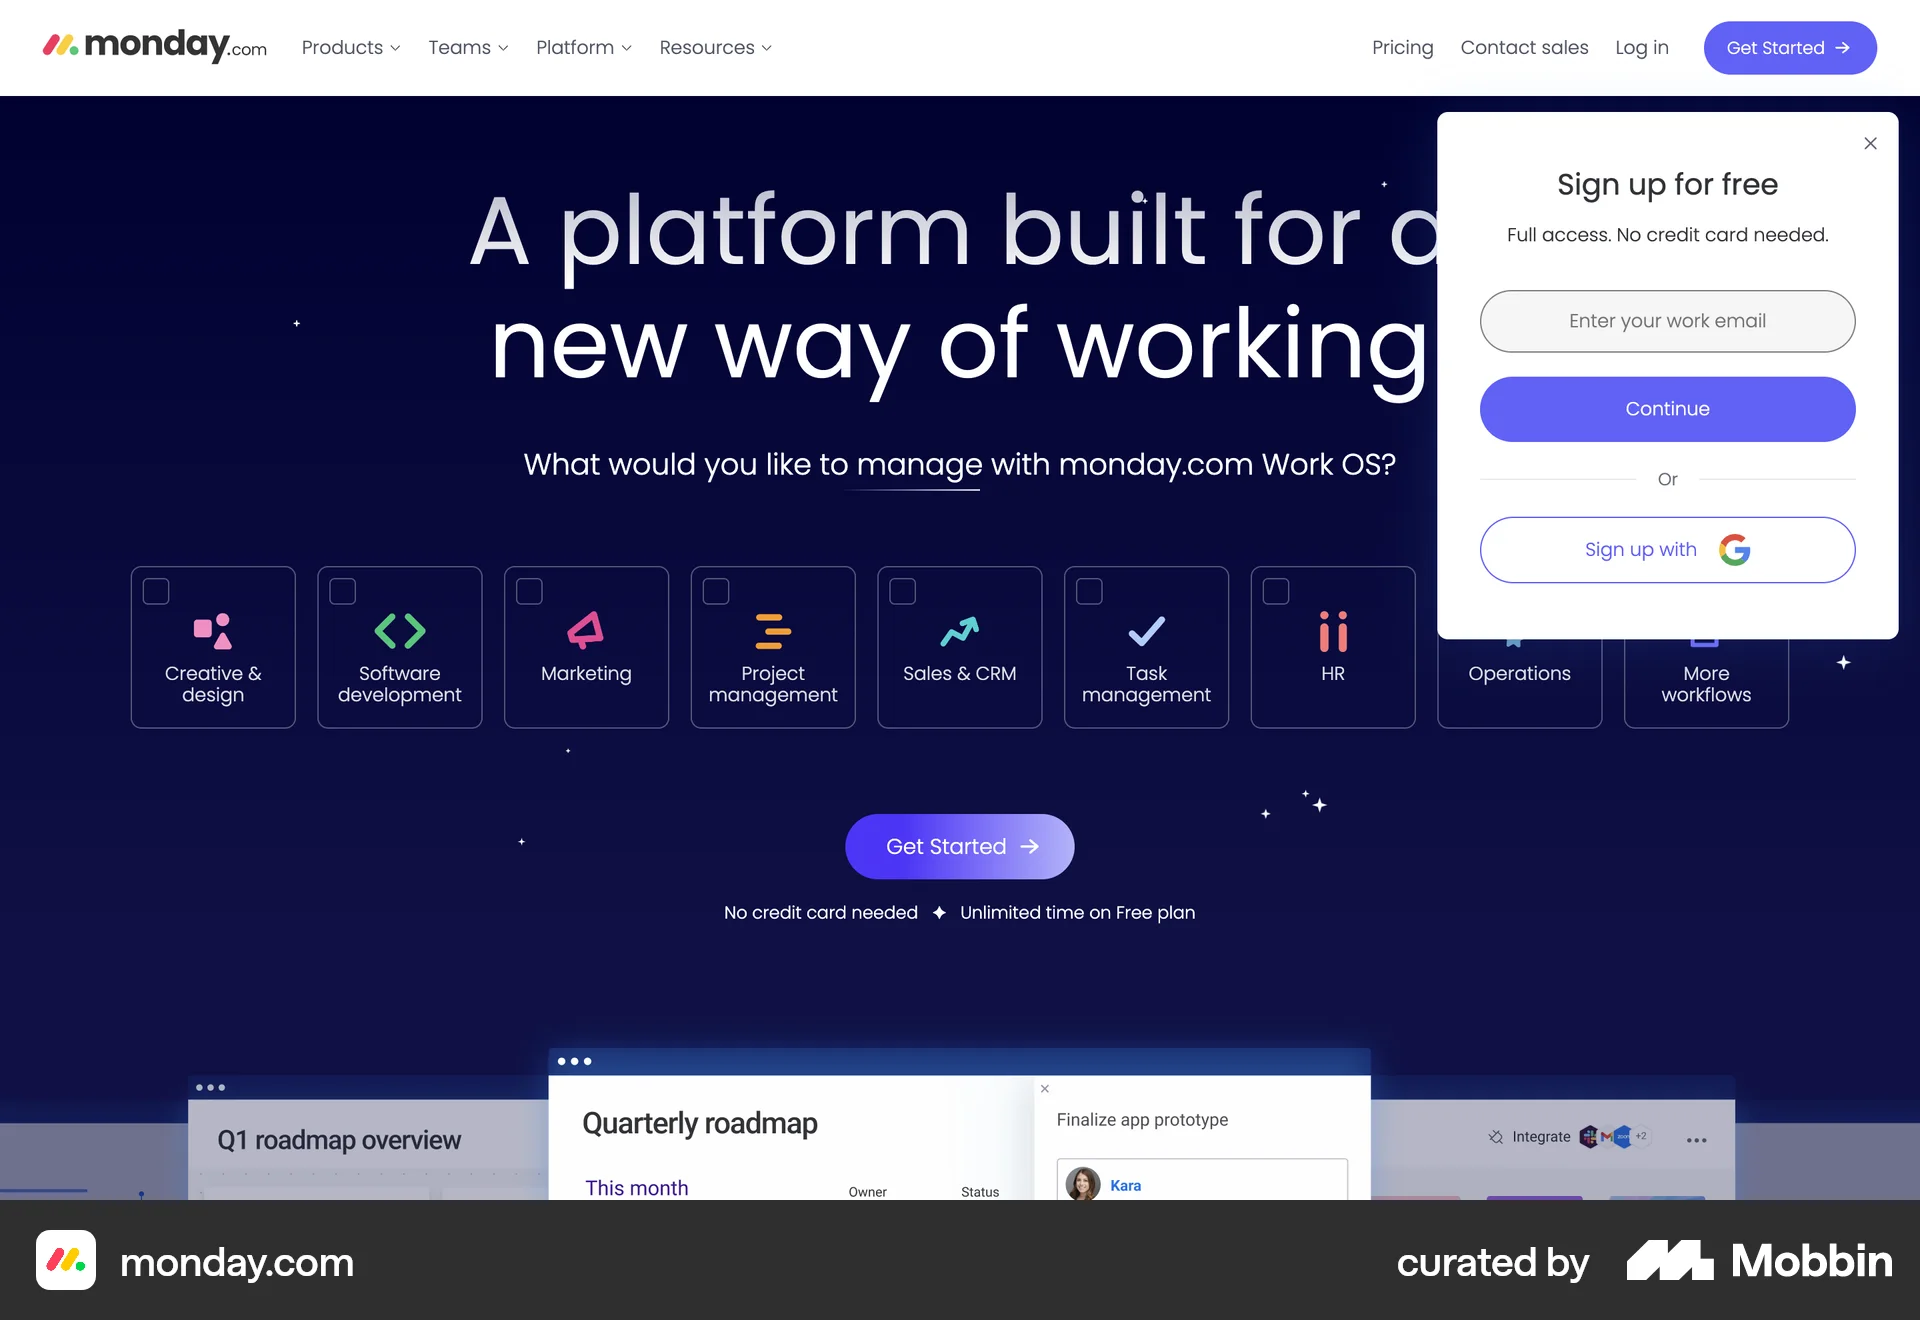 monday.com
Products
Teams
Platform
Resources
Pricing
Contact sales
Log in
Get Started
A platform built for a
new way of working
What would you like to manage with monday.com Work OS?
Sign up for free
Full access. No credit card needed.
Enter your work email
Continue
Or
Sign up with
Creative &
design
Software
development
Marketing
Project
management
Sales & CRM
Task
management
HR
Operations
More
workflows
Get Started
No credit card needed
Unlimited time on Free plan
Q1 roadmap overview
Quarterly roadmap
This month
Owner
Status
Finalize app prototype
Kara
Integrate
zoom
+2
monday.com
curated by
Mobbin